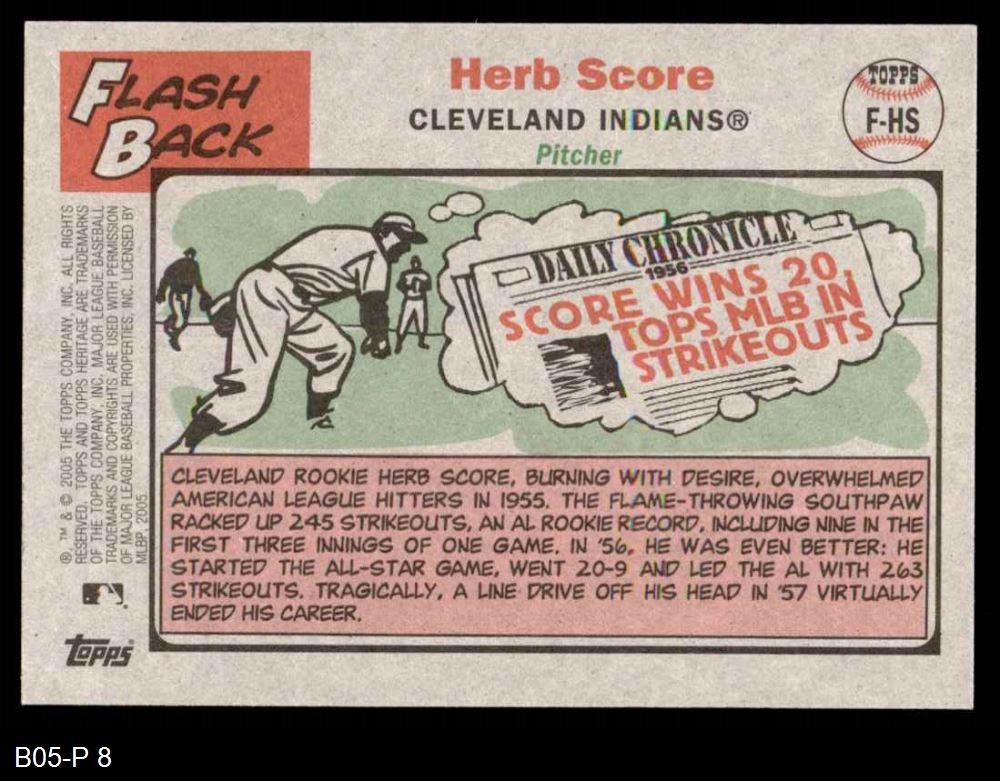 FLASH
BACK
Herb Score
CLEVELAND INDIANS®
Pitcher
TOPPS
F-HS
DAILY CHRONICLE
1956
SCORE WINS 20,
TOPS MLB IN
STRIKEOUTS
CLEVELAND ROOKIE HERB SCORE, BURNING WITH DESIRE, OVERWHELMED
AMERICAN LEAGUE HITTERS IN 1955. THE FLAME-THROWING SOUTHPAW
RACKED UP 245 STRIKEOUTS, AN AL ROOKIE RECORD, INCLUDING NINE IN THE
FIRST THREE INNINGS OF ONE GAME. IN '56, HE WAS EVEN BETTER: HE
STARTED THE ALL-STAR GAME, WENT 20-9 AND LED THE AL WITH 263
STRIKEOUTS. TRAGICALLY, A LINE DRIVE OFF HIS HEAD IN '57 VIRTUALLY
ENDED HIS CAREER.
®, ™ & © 2005 THE TOPPS COMPANY, INC. ALL RIGHTS
RESERVED. TOPPS AND TOPPS HERITAGE ARE TRADEMARKS
OF THE TOPPS COMPANY, INC. MAJOR LEAGUE BASEBALL
TRADEMARKS AND COPYRIGHTS ARE USED WITH PERMISSION
OF MAJOR LEAGUE BASEBALL PROPERTIES, INC. LICENSED BY
MLBP 2005
topps
B05-P 8